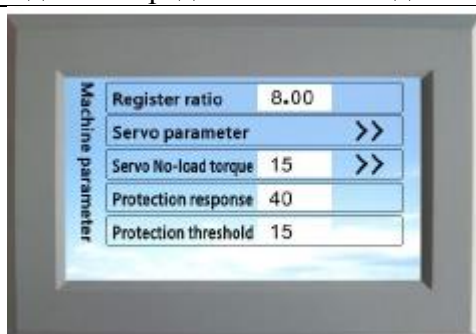 Machine parameter
Register ratio 8.00
Servo parameter >>
Servo No-load torque 15 >>
Protection response 40
Protection threshold 15